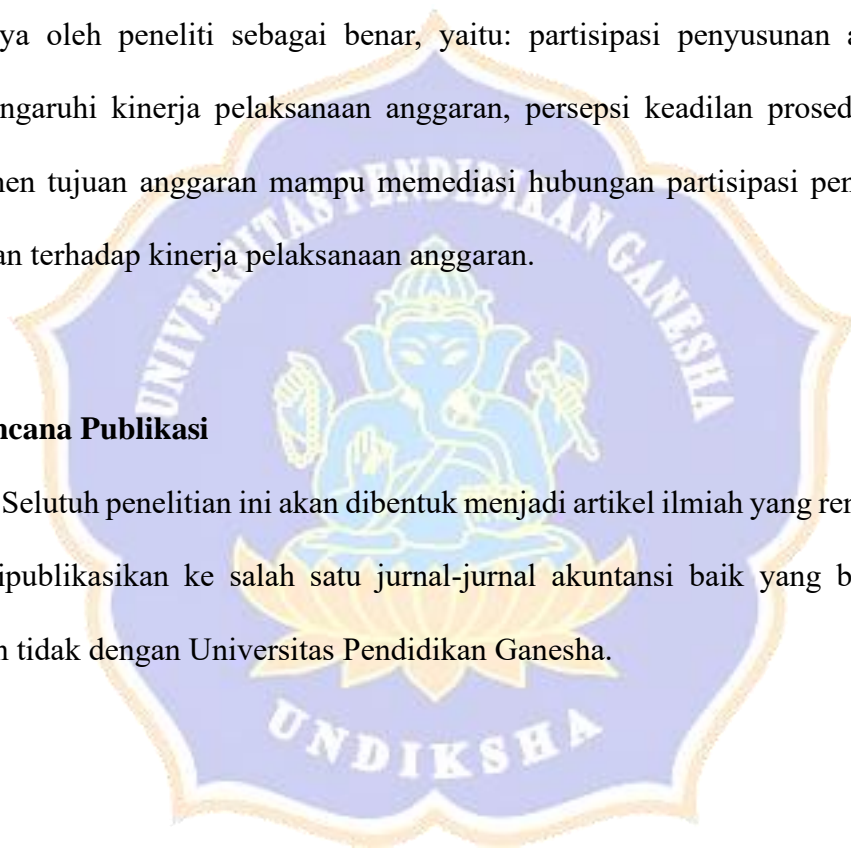 ya oleh peneliti sebagai benar, yaitu: partisipasi penyusunan a
ngaruhi kinerja pelaksanaan anggaran, persepsi keadilan prosed
nen tujuan anggaran mampu memediasi hubungan partisipasi pen
an terhadap kinerja pelaksanaan anggaran.
ncana Publikasi
Selutuh penelitian ini akan dibentuk menjadi artikel ilmiah yang ren
ipublikasikan ke salah satu jurnal-jurnal akuntansi baik yang b
n tidak dengan Universitas Pendidikan Ganesha.
UNIVERSITAS PENDIDIKAN GANESHA
UNDIKSHA